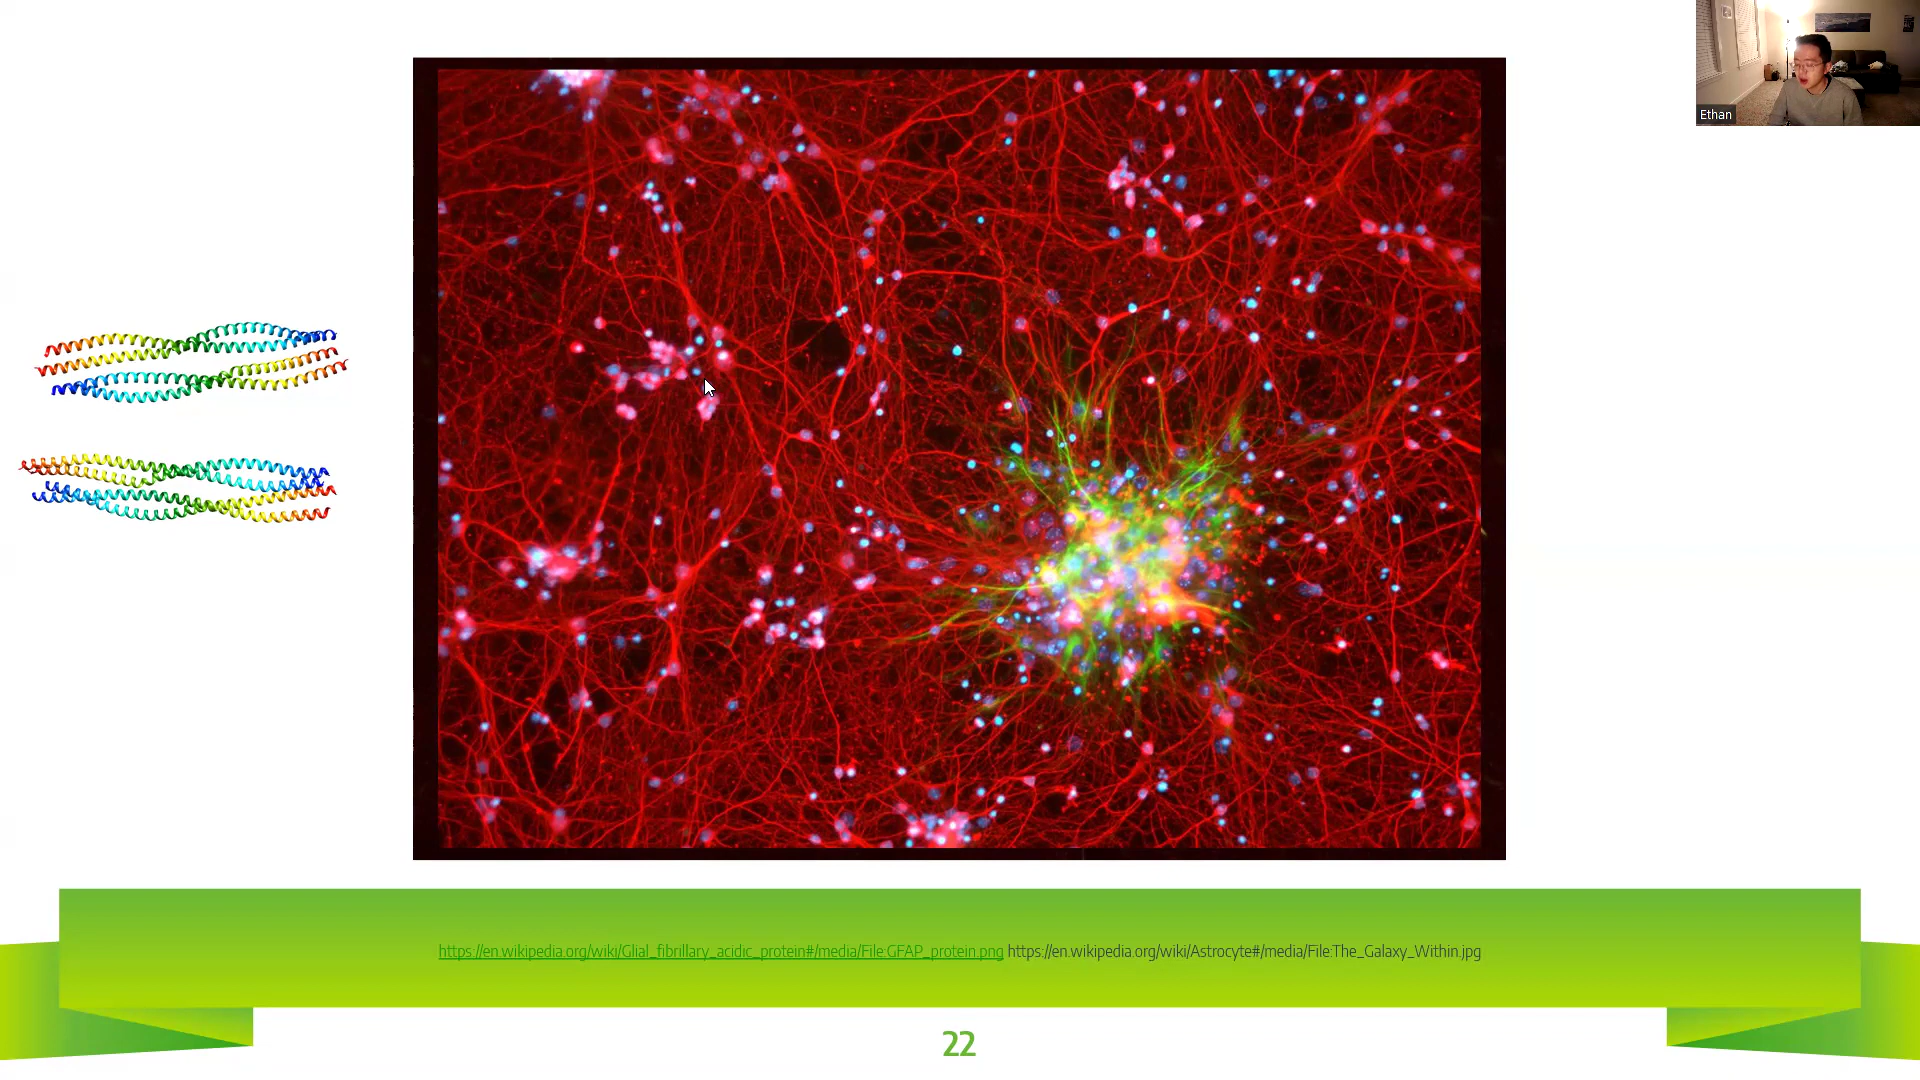 Ethan
https://en.wikipedia.org/wiki/Glial_fibrillary_acidic_protein#/media/File:GFAP_protein.png https://en.wikipedia.org/wiki/Astrocyte#/media/File:The_Galaxy_Within.jpg
22